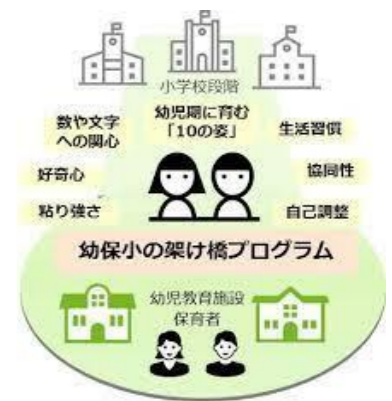 小学校段階
数や文字
への関心
幼児期に育む
「10の姿」
生活習慣
好奇心
協同性
粘り強さ
自己調整
幼保小の架け橋プログラム
幼児教育施設
保育者